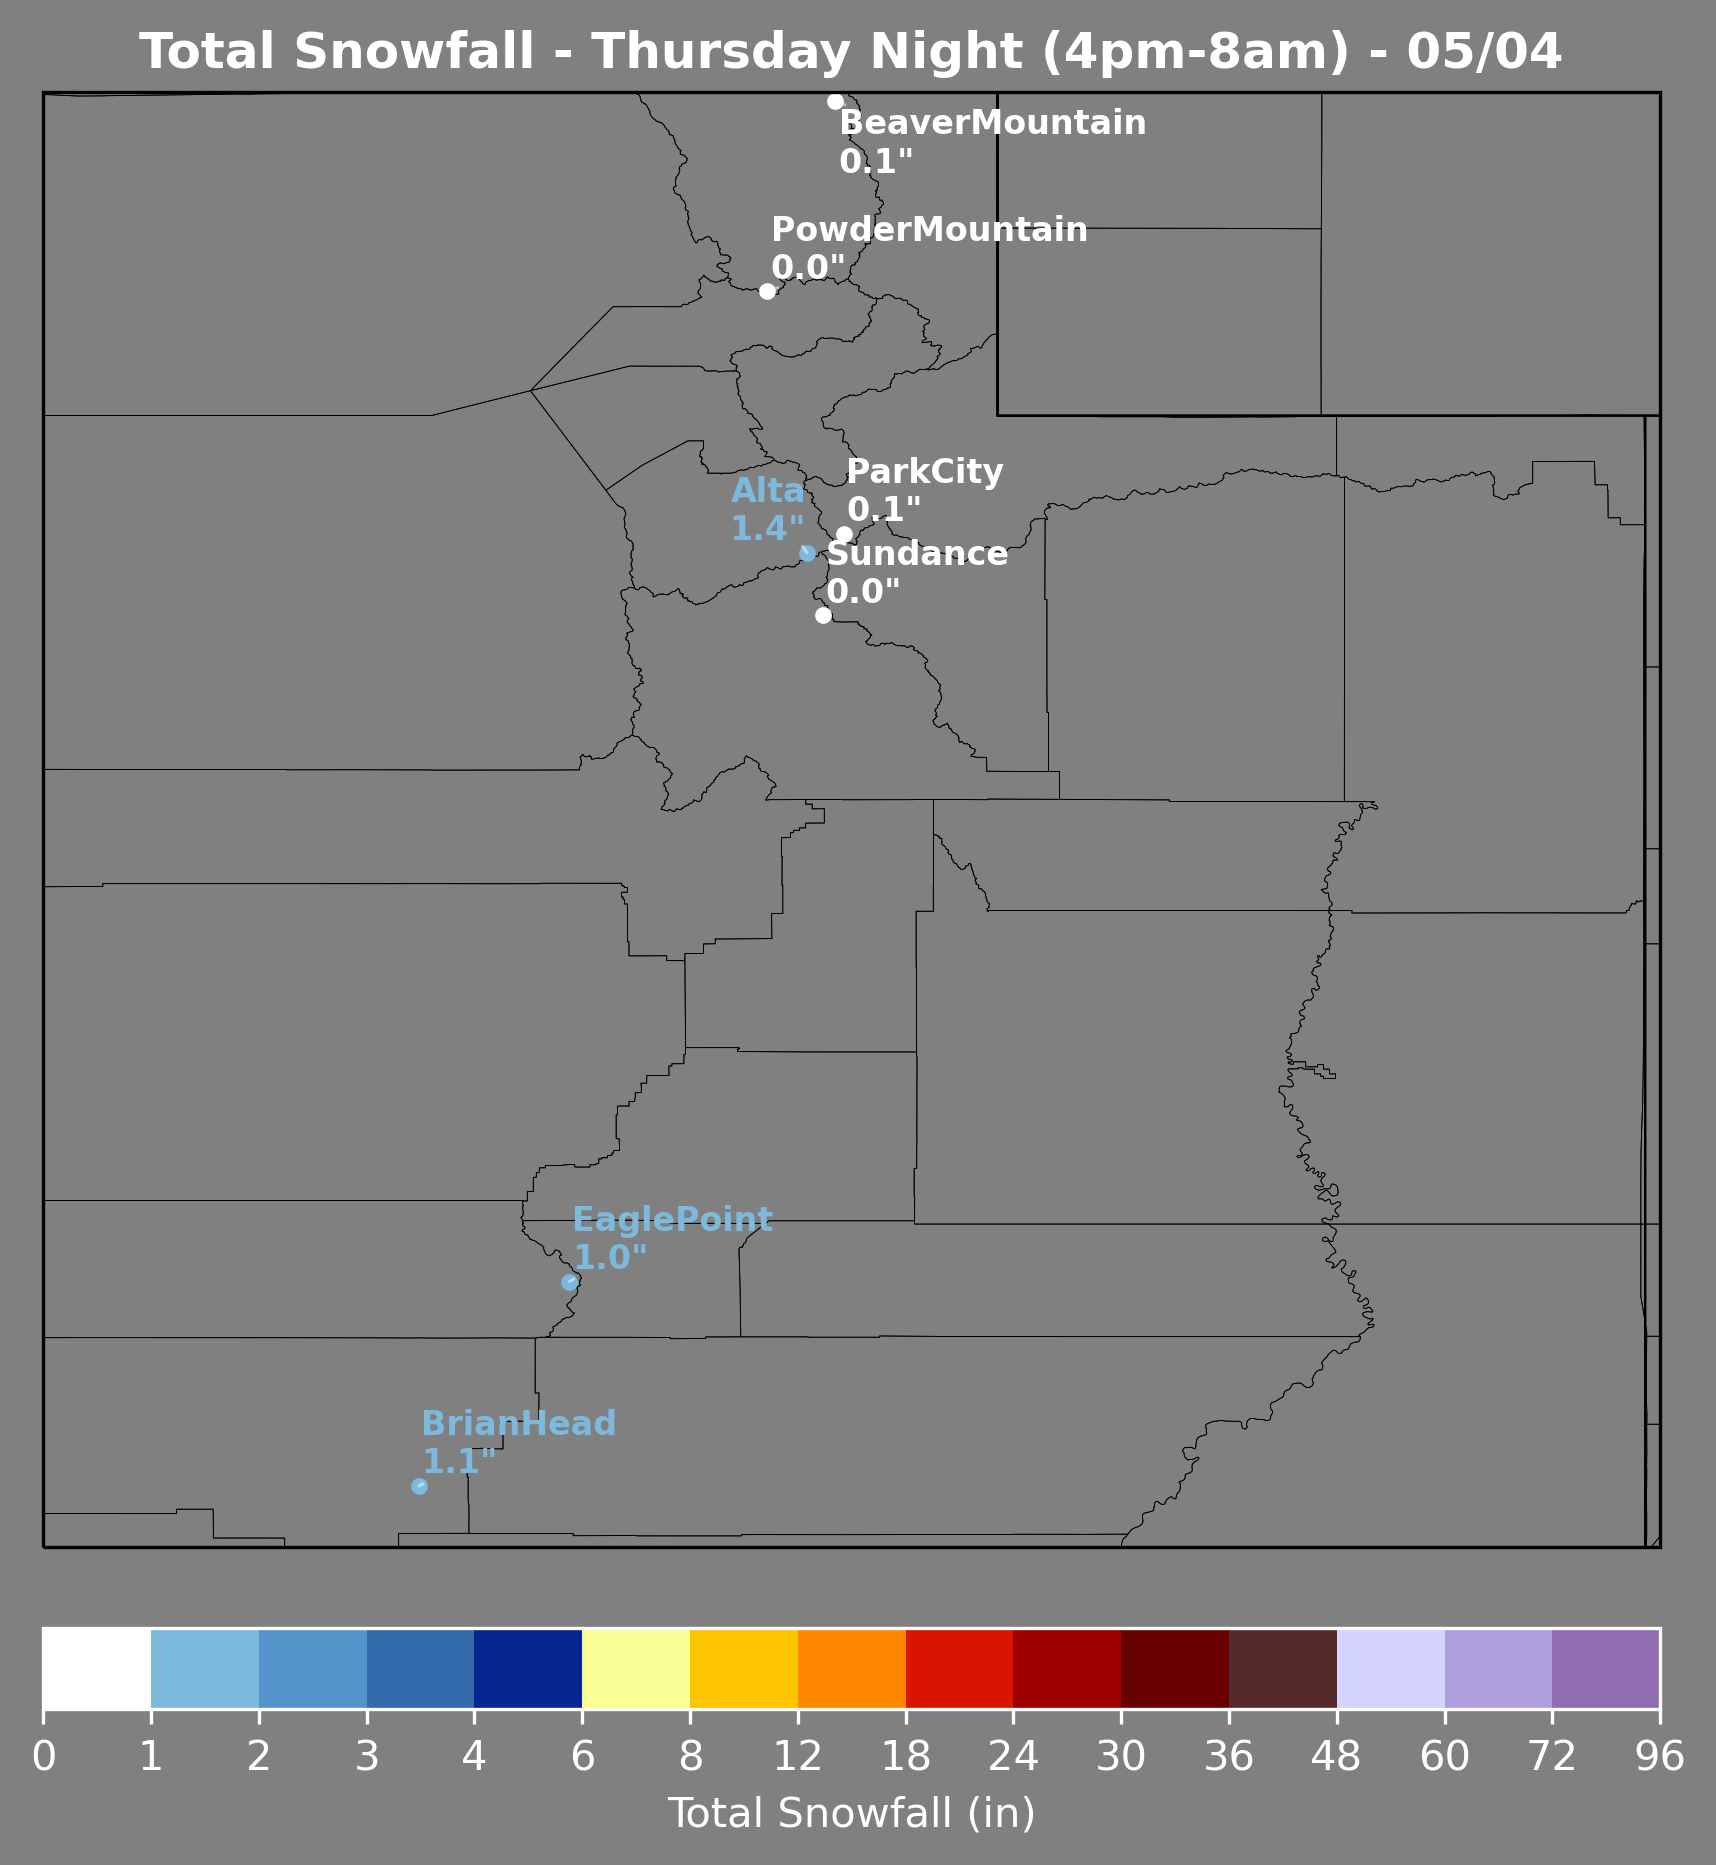 Total Snowfall - Thursday Night (4pm-8am) - 05/04
BeaverMountain
0.1"
PowderMountain
0.0"
ParkCity
0.1"
Alta
1.4"
Sundance
0.0"
EaglePoint
1.0"
BrianHead
1.1"
0 1 2 3 4 6 8 12 18 24 30 36 48 60 72 96
Total Snowfall (in)